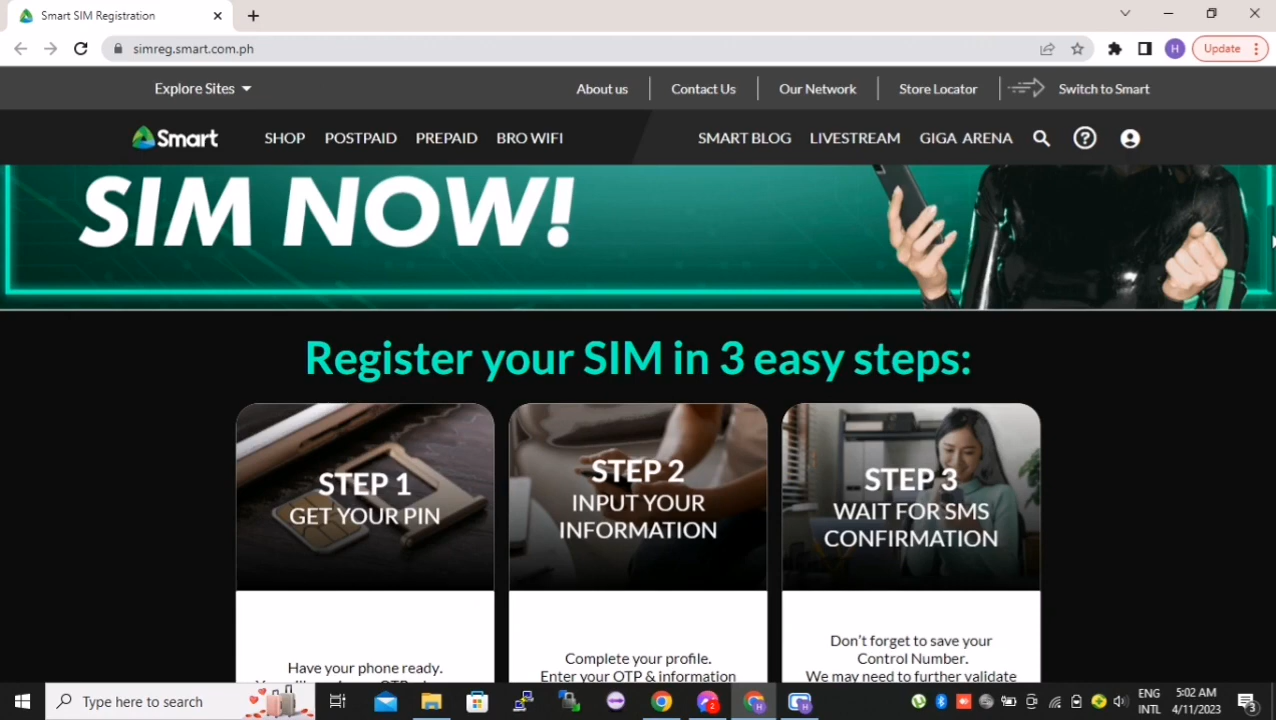 Smart SIM Registration
simreg.smart.com.ph
H
Update
Explore Sites
About us
Contact Us
Our Network
Store Locator
Switch to Smart
Smart
SHOP
POSTPAID
PREPAID
BRO WIFI
SMART BLOG
LIVESTREAM
GIGA ARENA
SIM NOW!
Register your SIM in 3 easy steps:
STEP 1
GET YOUR PIN
Have your phone ready.
STEP 2
INPUT YOUR
INFORMATION
Complete your profile.
Enter your OTP & information
STEP 3
WAIT FOR SMS
CONFIRMATION
Don't forget to save your
Control Number.
We may need to further validate
Type here to search
2
H
H
ENG
INTL
5:02 AM
4/11/2023
3